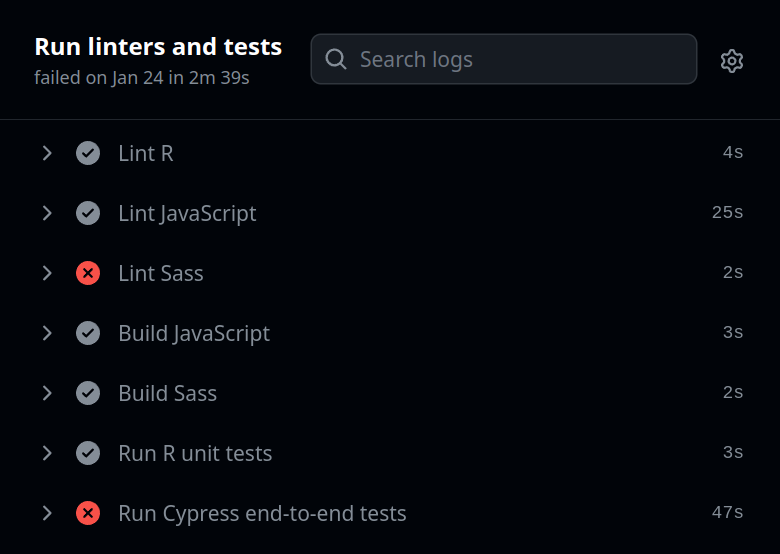 Run linters and tests
failed on Jan 24 in 2m 39s
Search logs
Lint R 4s
Lint JavaScript 25s
Lint Sass 2s
Build JavaScript 3s
Build Sass 2s
Run R unit tests 3s
Run Cypress end-to-end tests 47s